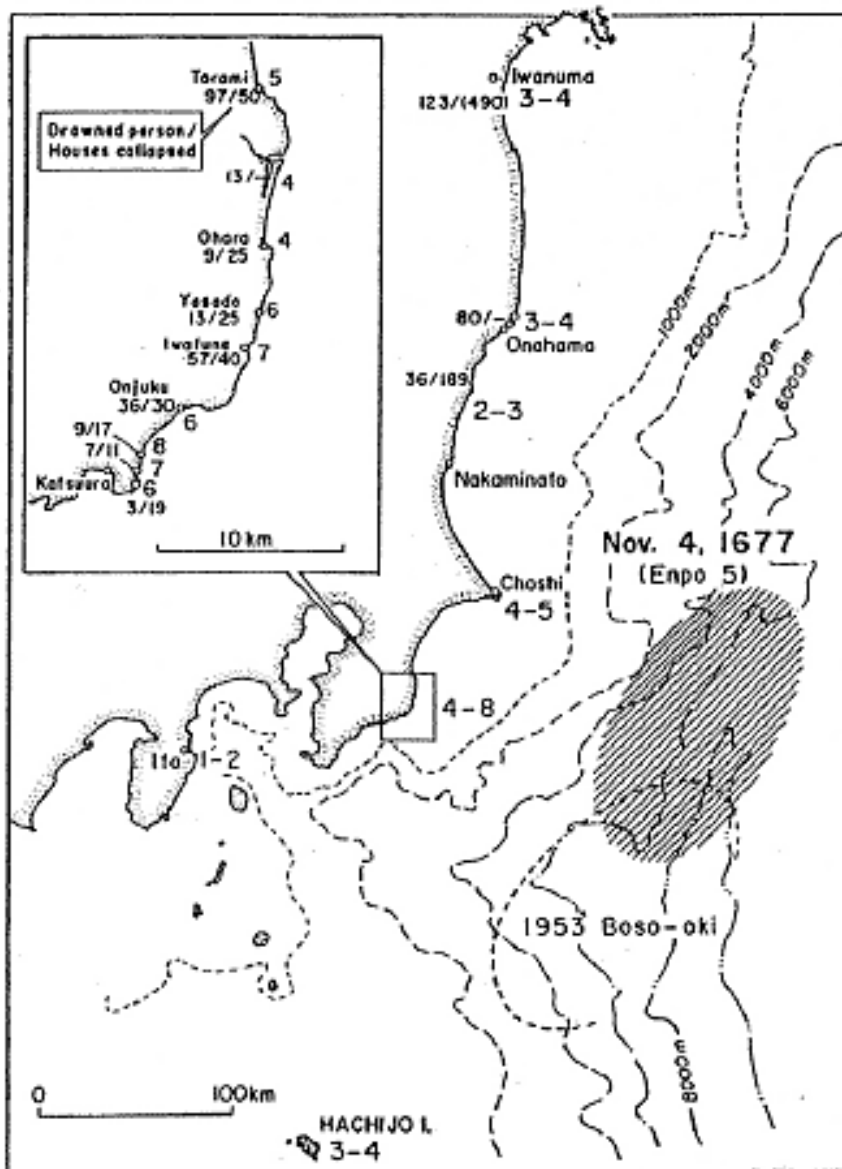 Torami 5
97/50
Drowned person/
Houses collapsed
13/-
4
Ohara 4
9/25
Yasado 6
13/25
Iwafune 7
57/40
Onjuku
36/30 6
9/17
8
7/11
7
Katsuura 6
3/19
10 km
o Iwanuma
123/(490) 3-4
80/- 3-4
Onahama
36/189
2-3
Nakaminato
Choshi
4-5
4-8
Ito 1-2
1000m
2000m
4000m
6000m
Nov. 4, 1677
(Enpo 5)
1953 Boso-oki
8000m
0 100km
HACHIJO I.
3-4